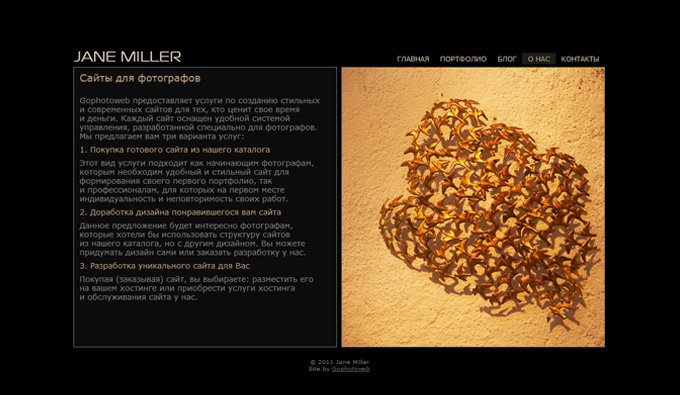 JANE MILLER
ГЛАВНАЯ ПОРТФОЛИО БЛОГ О НАС КОНТАКТЫ
Сайты для фотографов
Gophotoweb предоставляет услуги по созданию стильных
и современных сайтов для тех, кто ценит свое время
и деньги. Каждый сайт оснащен удобной системой
управления, разработанной специально для фотографов.
Мы предлагаем вам три варианта услуг:
1. Покупка готового сайта из нашего каталога
Этот вид услуги подходит как начинающим фотографам,
которым необходим удобный и стильный сайт для
формирования своего первого портфолио, так
и профессионалам, для которых на первом месте
индивидуальность и неповторимость своих работ.
2. Доработка дизайна понравившегося вам сайта
Данное предложение будет интересно фотографам,
которые хотели бы использовать структуру сайтов
из нашего каталога, но с другим дизайном. Вы можете
придумать дизайн сами или заказать разработку у нас.
3. Разработка уникального сайта для Вас
Покупая (заказывая) сайт, вы выбираете: разместить его
на вашем хостинге или приобрести услуги хостинга
и обслуживания сайта у нас.
© 2011 Jane Miller
Site by Gophotoweb